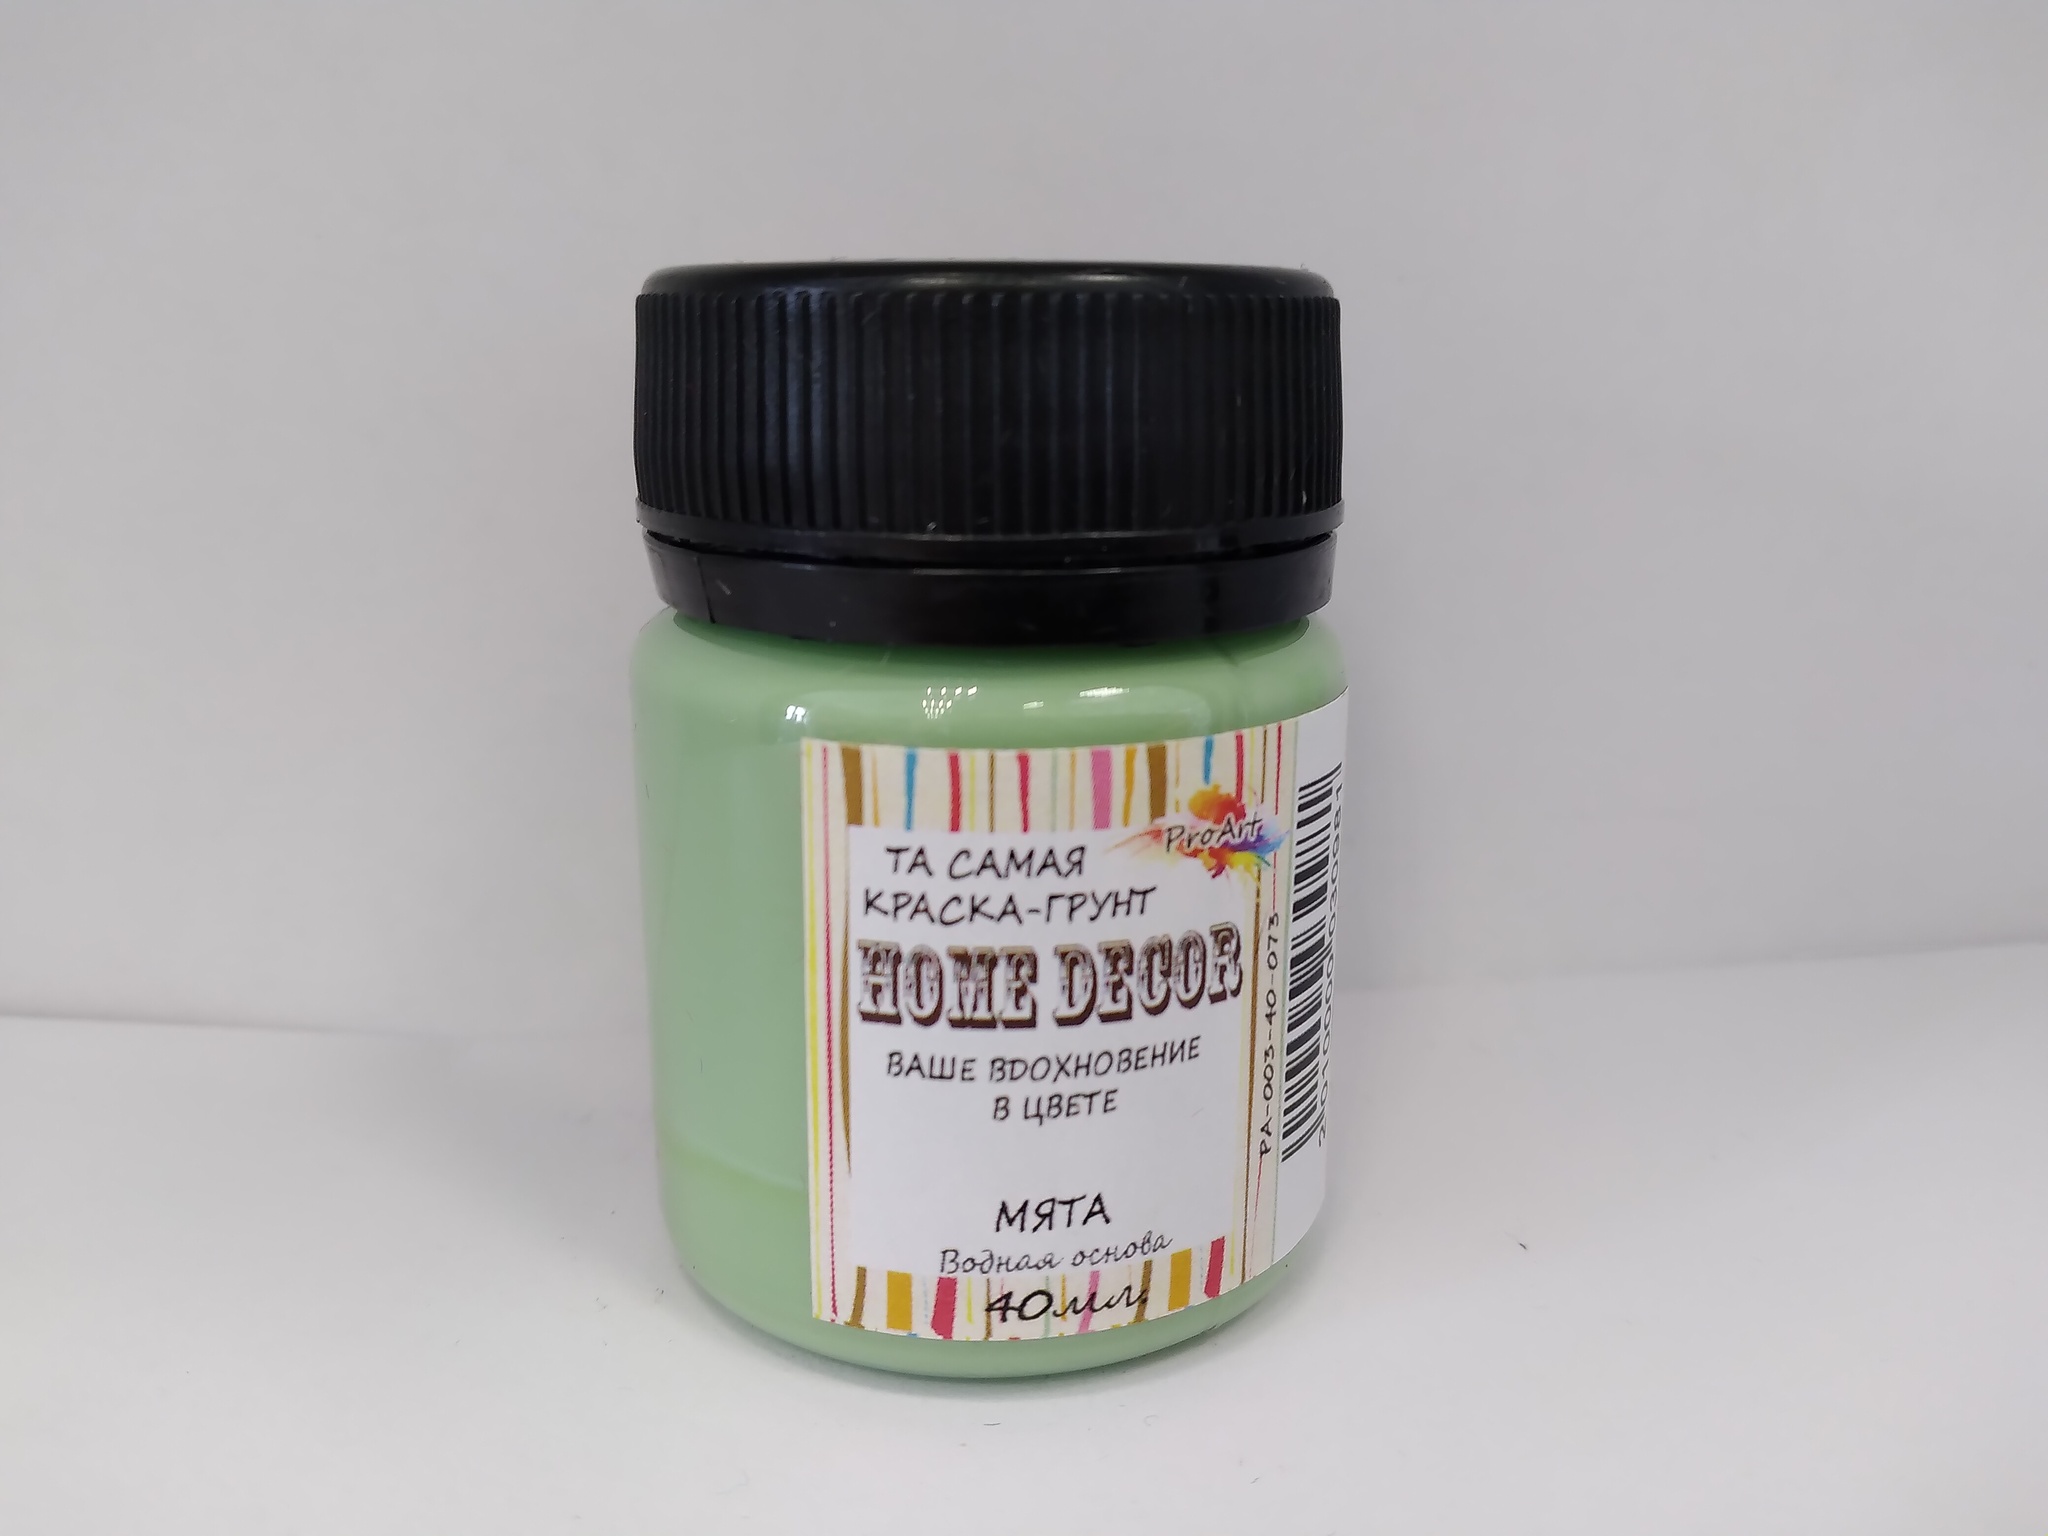 ProArt
ТА САМАЯ
КРАСКА-ГРУНТ
HOME DECOR
ВАШЕ ВДОХНОВЕНИЕ
В ЦВЕТЕ
МЯТА
Водная основа
40мл.
PA-003-40-073